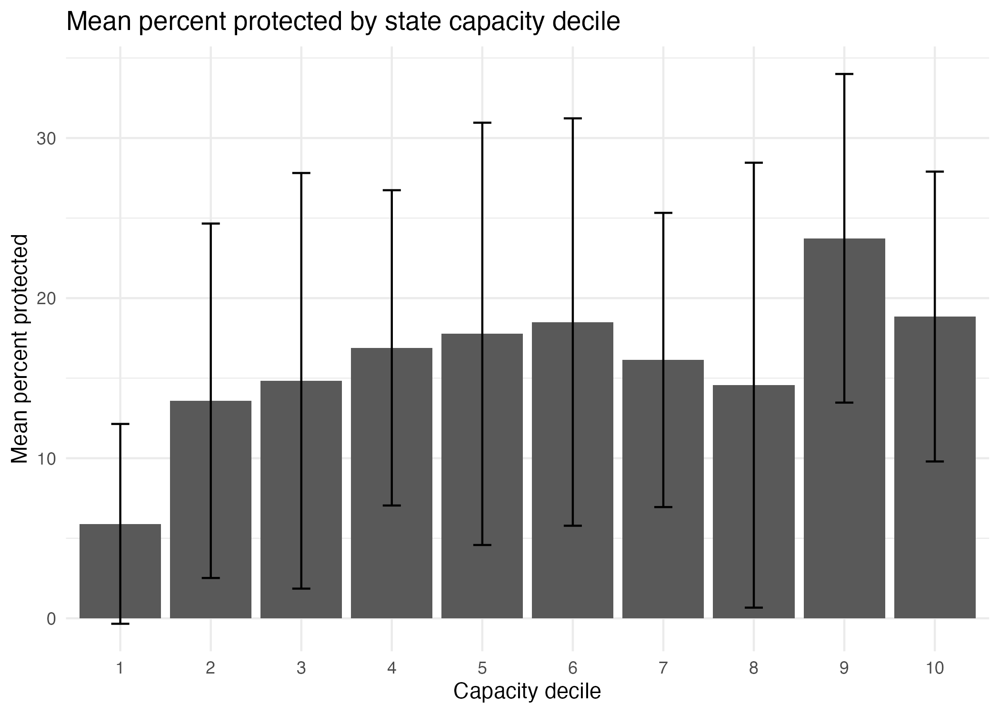 Mean percent protected by state capacity decile
Mean percent protected
30
20
10
0
1 2 3 4 5 6 7 8 9 10
Capacity decile